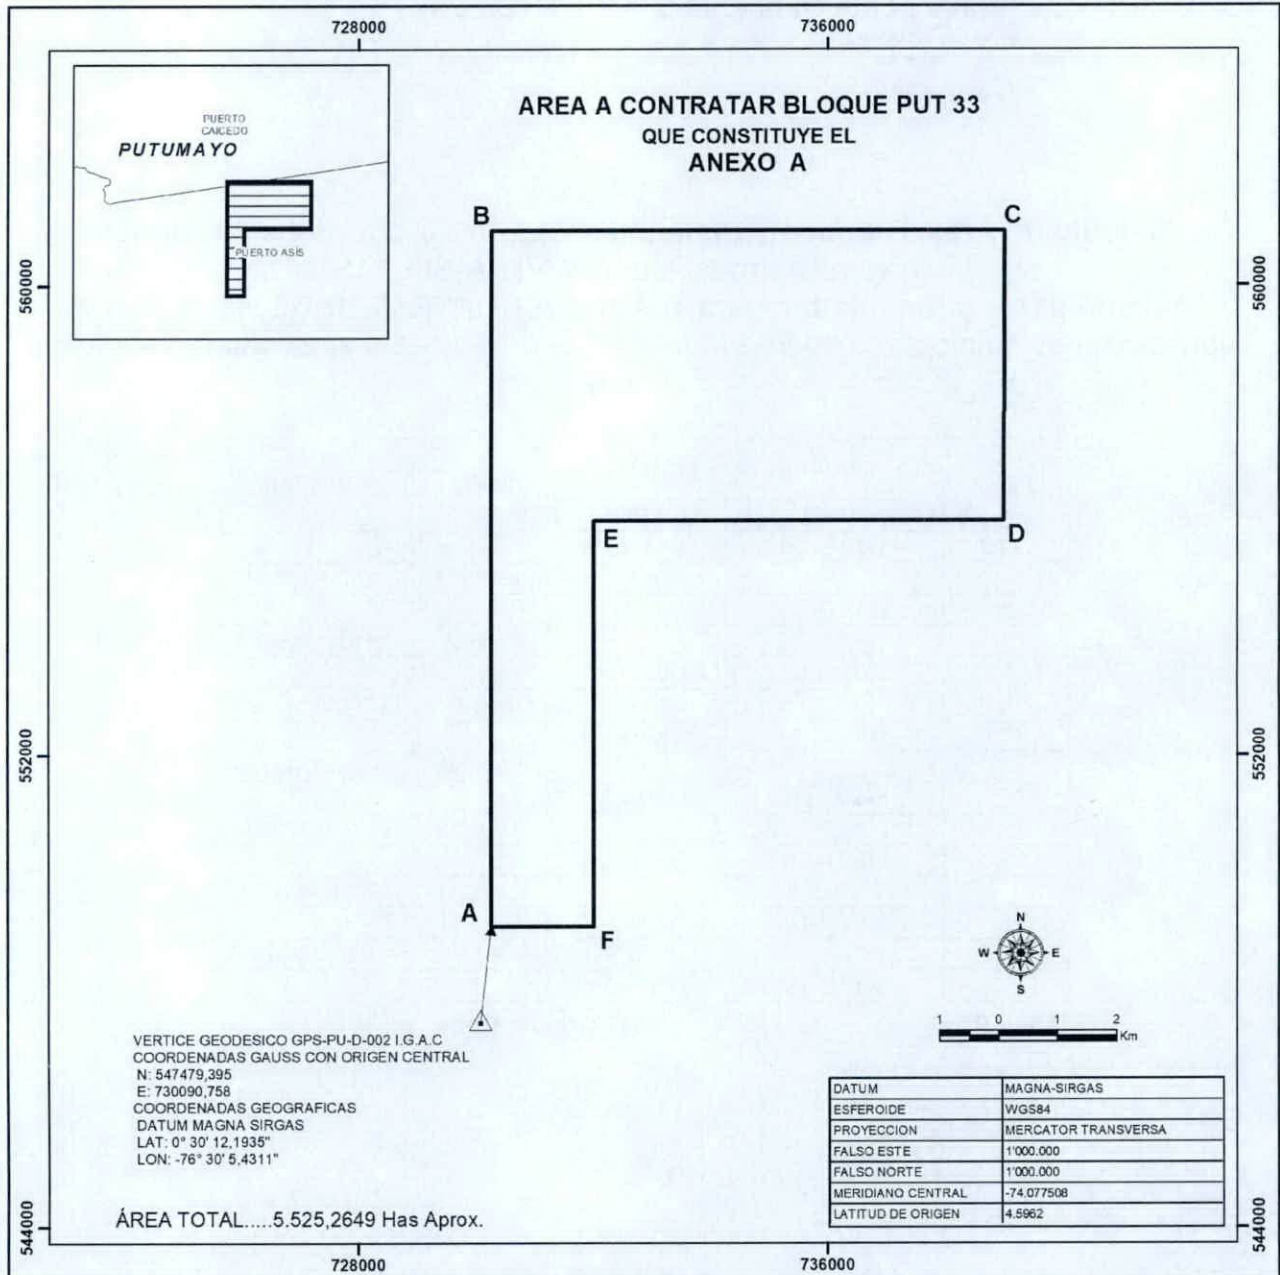 728000
736000
PUERTO
CAICEDO
PUTUMAYO
PUERTO ASÍS
AREA A CONTRATAR BLOQUE PUT 33
QUE CONSTITUYE EL
ANEXO A
B
C
560000
560000
E
D
552000
552000
A
F
N
W
E
S
1 0 1 2
Km
VERTICE GEODESICO GPS-PU-D-002 I.G.A.C
COORDENADAS GAUSS CON ORIGEN CENTRAL
N: 547479,395
E: 730090,758
COORDENADAS GEOGRAFICAS
DATUM MAGNA SIRGAS
LAT: 0° 30' 12,1935"
LON: -76° 30' 5,4311"
DATUM MAGNA-SIRGAS
ESFEROIDE WGS84
PROYECCION MERCATOR TRANSVERSA
FALSO ESTE 1'000.000
FALSO NORTE 1'000.000
MERIDIANO CENTRAL -74.077508
LATITUD DE ORIGEN 4.5962
ÁREA TOTAL.....5.525,2649 Has Aprox.
544000
544000
728000
736000